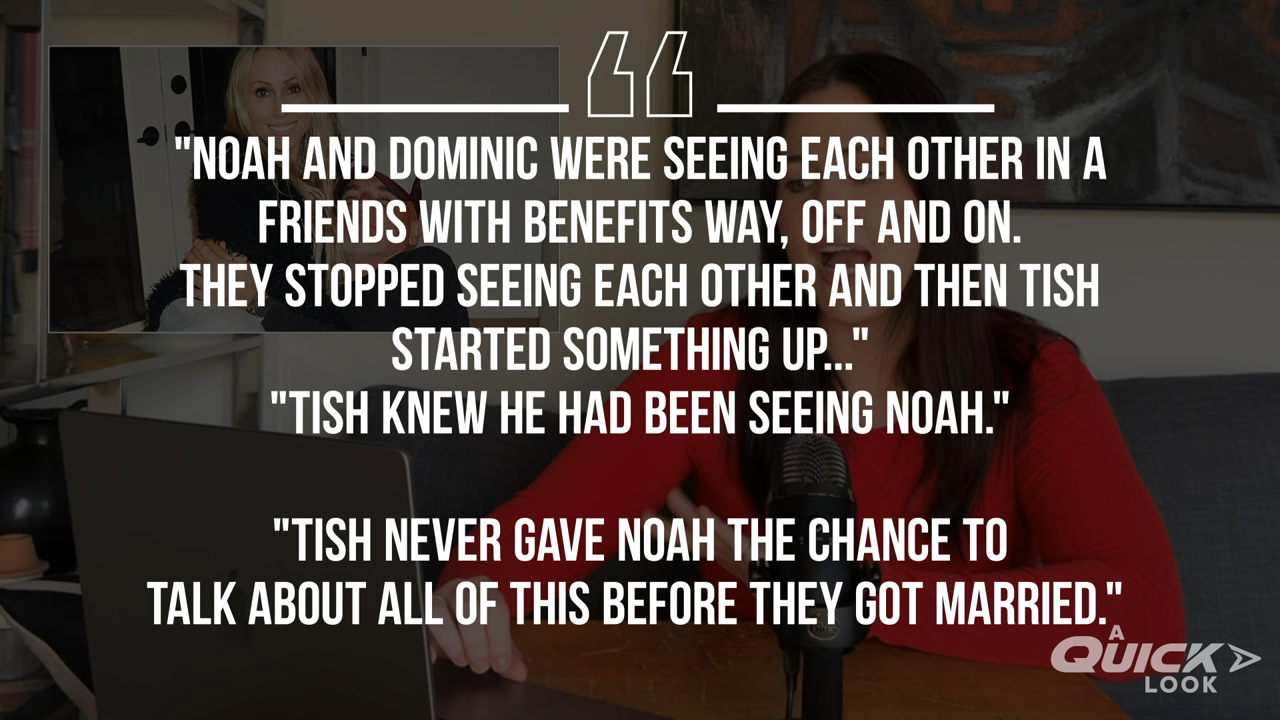 "NOAH AND DOMINIC WERE SEEING EACH OTHER IN A
FRIENDS WITH BENEFITS WAY, OFF AND ON.
THEY STOPPED SEEING EACH OTHER AND THEN TISH
STARTED SOMETHING UP..."
"TISH KNEW HE HAD BEEN SEEING NOAH."
"TISH NEVER GAVE NOAH THE CHANCE TO
TALK ABOUT ALL OF THIS BEFORE THEY GOT MARRIED."
A
QUICK
LOOK